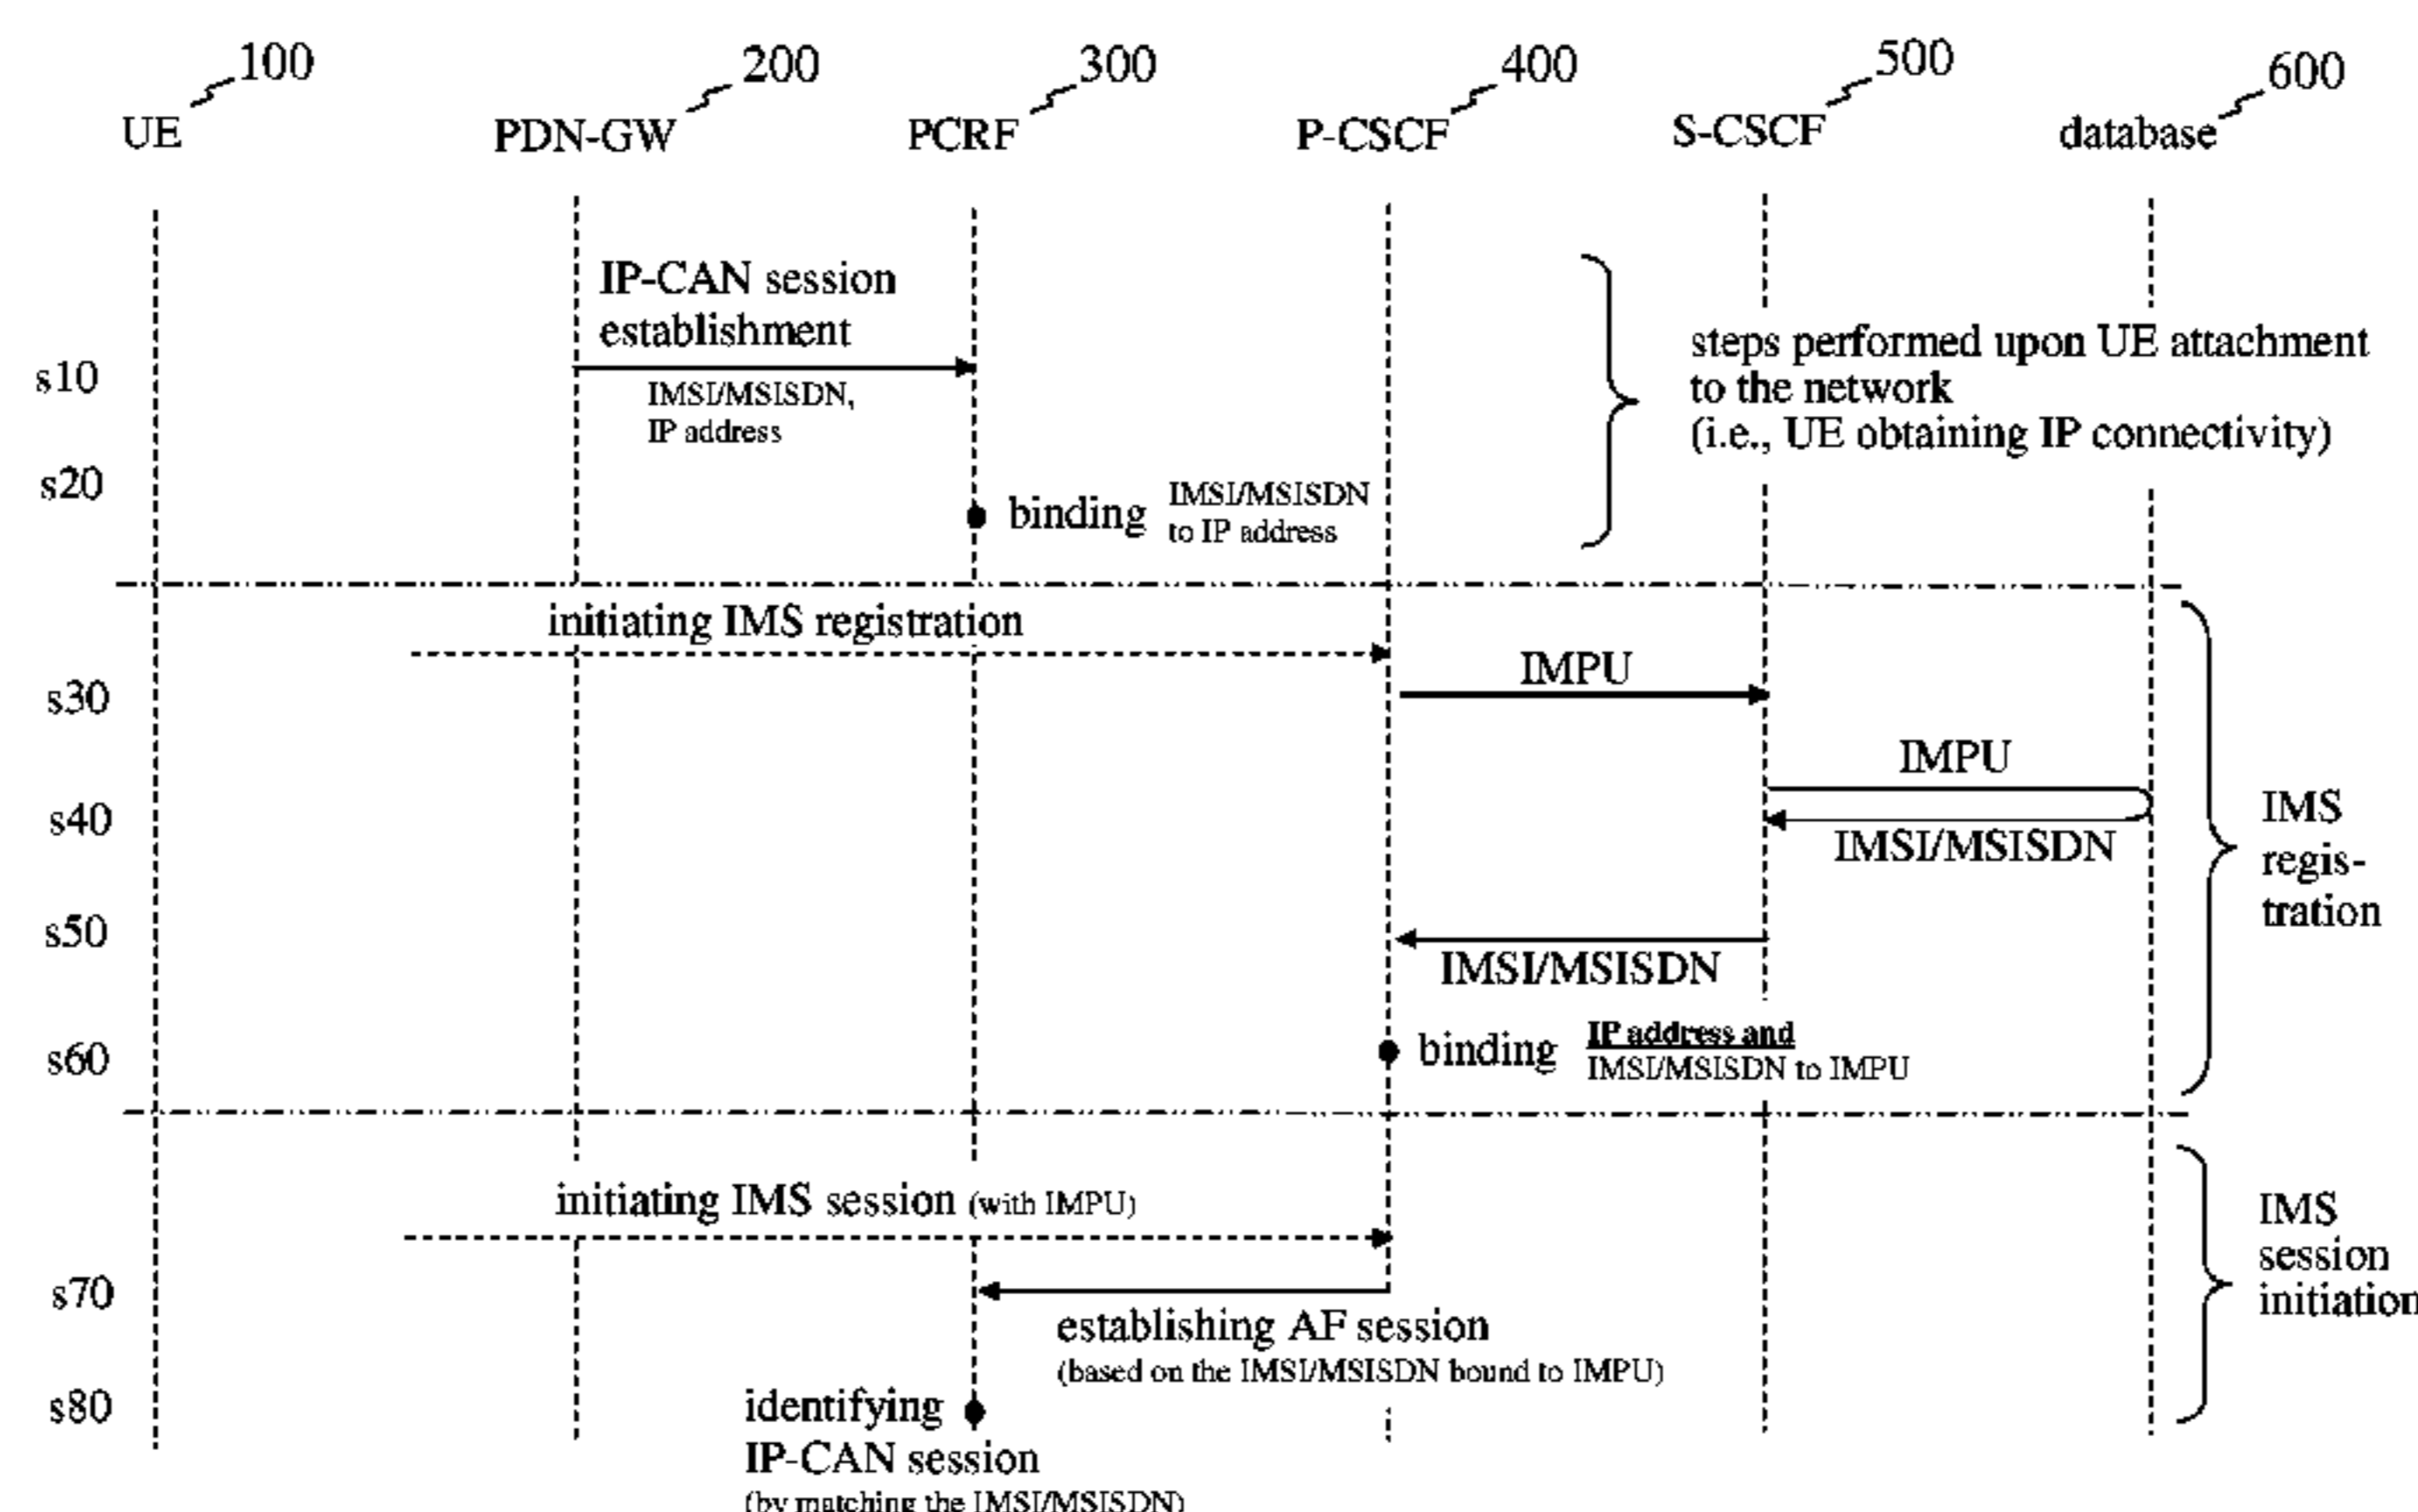 100
200
300
400
500
600
UE
PDN-GW
PCRF
P-CSCF
S-CSCF
database
IP-CAN session
establishment
s10
IMSI/MSISDN,
IP address
steps performed upon UE attachment
to the network
(i.e., UE obtaining IP connectivity)
s20
binding
IMSI/MSISDN
to IP address
initiating IMS registration
s30
IMPU
IMPU
s40
IMSI/MSISDN
IMS
regis-
tration
s50
IMSI/MSISDN
s60
binding
IP address and
IMSI/MSISDN to IMPU
initiating IMS session (with IMPU)
s70
establishing AF session
(based on the IMSI/MSISDN bound to IMPU)
IMS
session
initiation
s80
identifying
IP-CAN session
(by matching the IMSI/MSISDN)